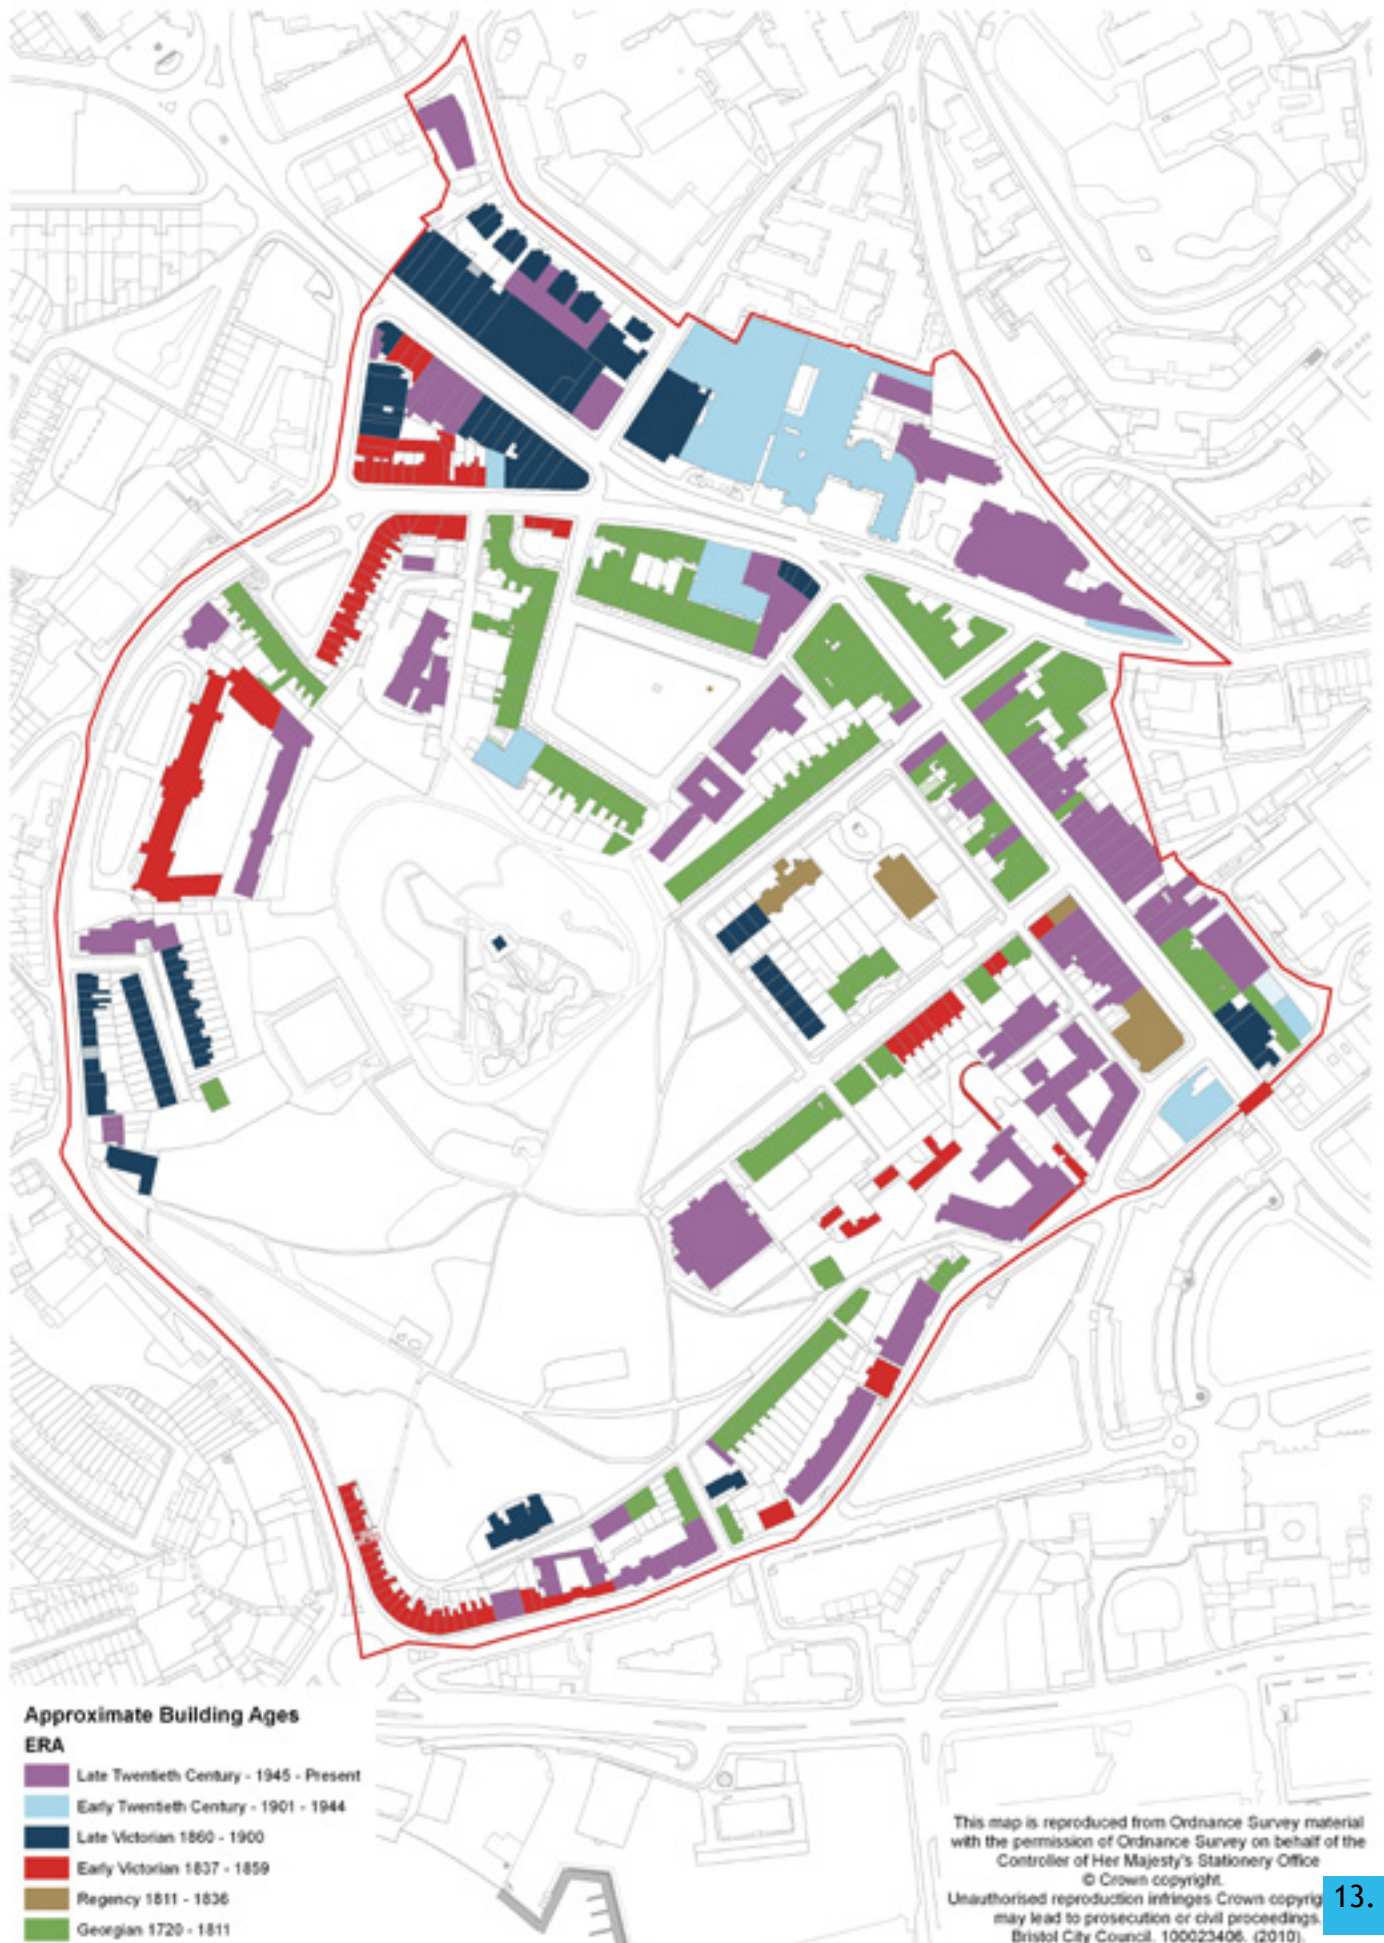 Approximate Building Ages
ERA
Late Twentieth Century - 1945 - Present
Early Twentieth Century - 1901 - 1944
Late Victorian 1860 - 1900
Early Victorian 1837 - 1859
Regency 1811 - 1836
Georgian 1720 - 1811
This map is reproduced from Ordnance Survey material
with the permission of Ordnance Survey on behalf of the
Controller of Her Majesty's Stationery Office
© Crown copyright.
Unauthorised reproduction infringes Crown copyrig
may lead to prosecution or civil proceedings.
Bristol City Council. 100023406. (2010).
13.